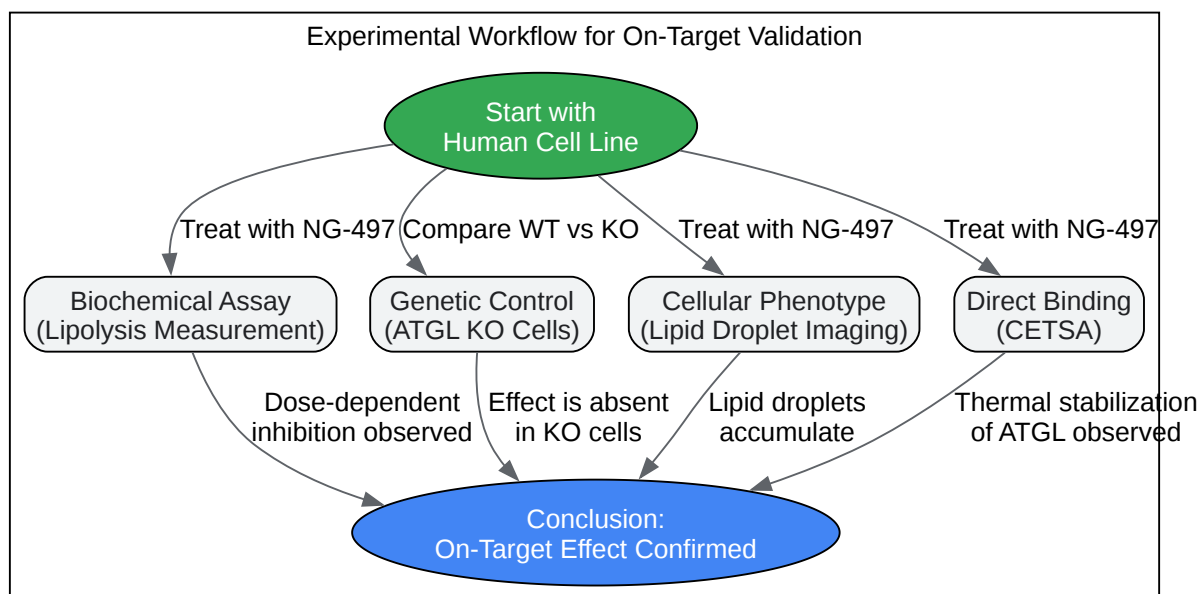 Experimental Workflow for On-Target Validation
Start with
Human Cell Line
Treat with NG-497
Compare WT vs KO
Treat with NG-497
Treat with NG-497
Biochemical Assay
(Lipolysis Measurement)
Genetic Control
(ATGL KO Cells)
Cellular Phenotype
(Lipid Droplet Imaging)
Direct Binding
(CETSA)
Dose-dependent
inhibition observed
Effect is absent
in KO cells
Lipid droplets
accumulate
Thermal stabilization
of ATGL observed
Conclusion:
On-Target Effect Confirmed